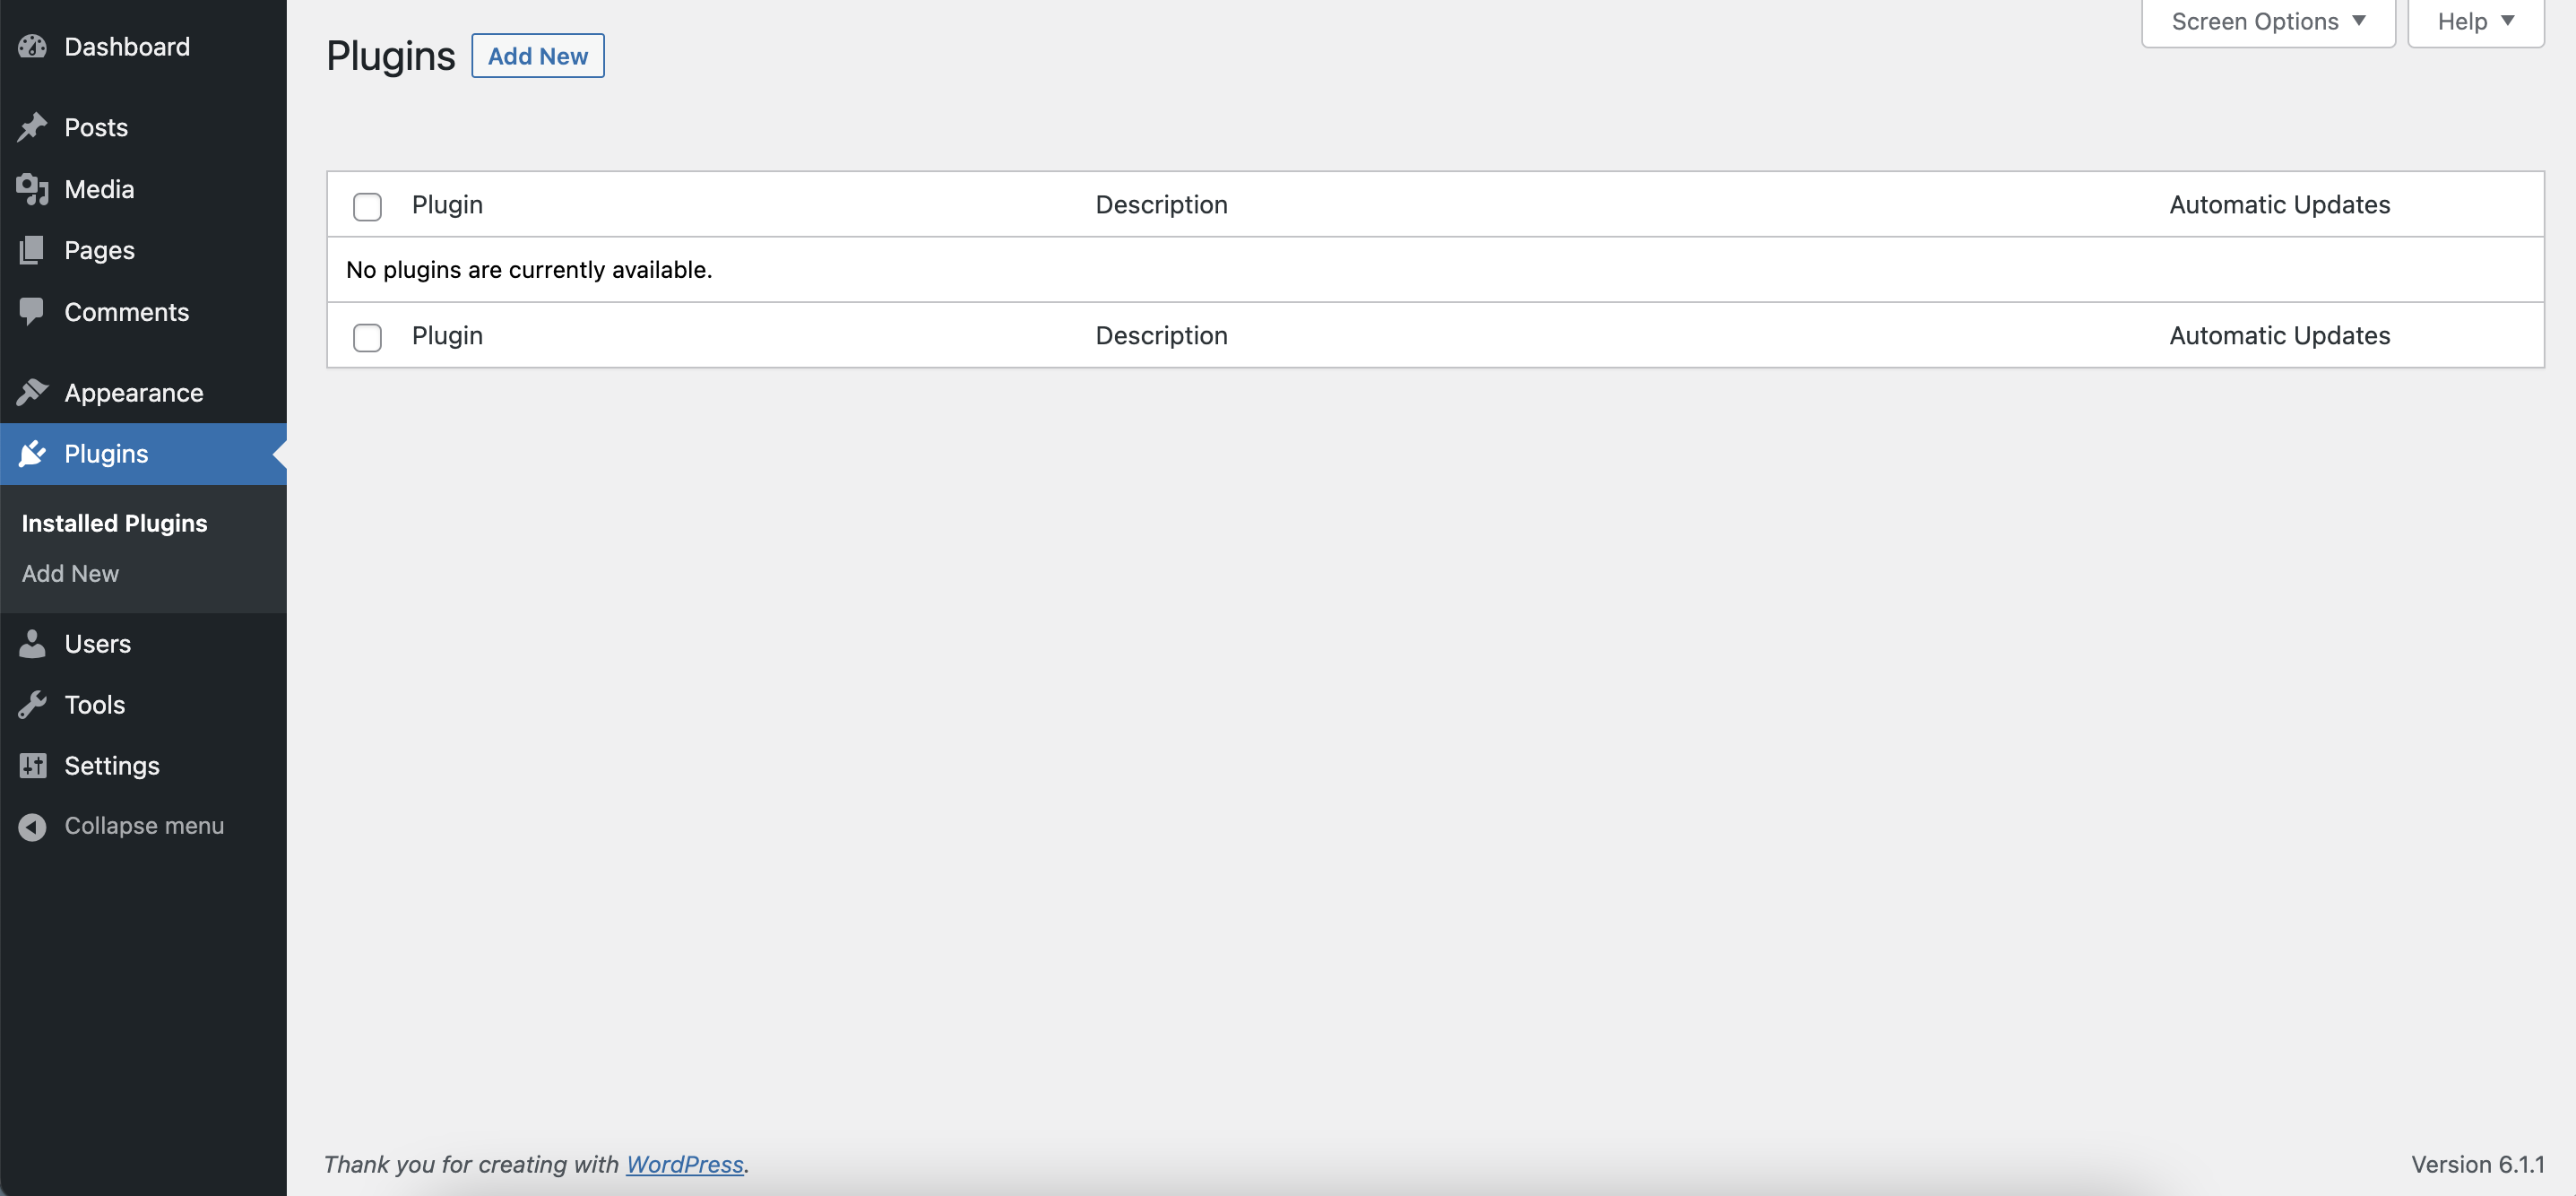 Dashboard
Posts
Media
Pages
Comments
Appearance
Plugins
Installed Plugins
Add New
Users
Tools
Settings
Collapse menu
Screen Options
Help
Plugins
Add New
Plugin Description Automatic Updates
No plugins are currently available.
Plugin Description Automatic Updates
Thank you for creating with WordPress.
Version 6.1.1